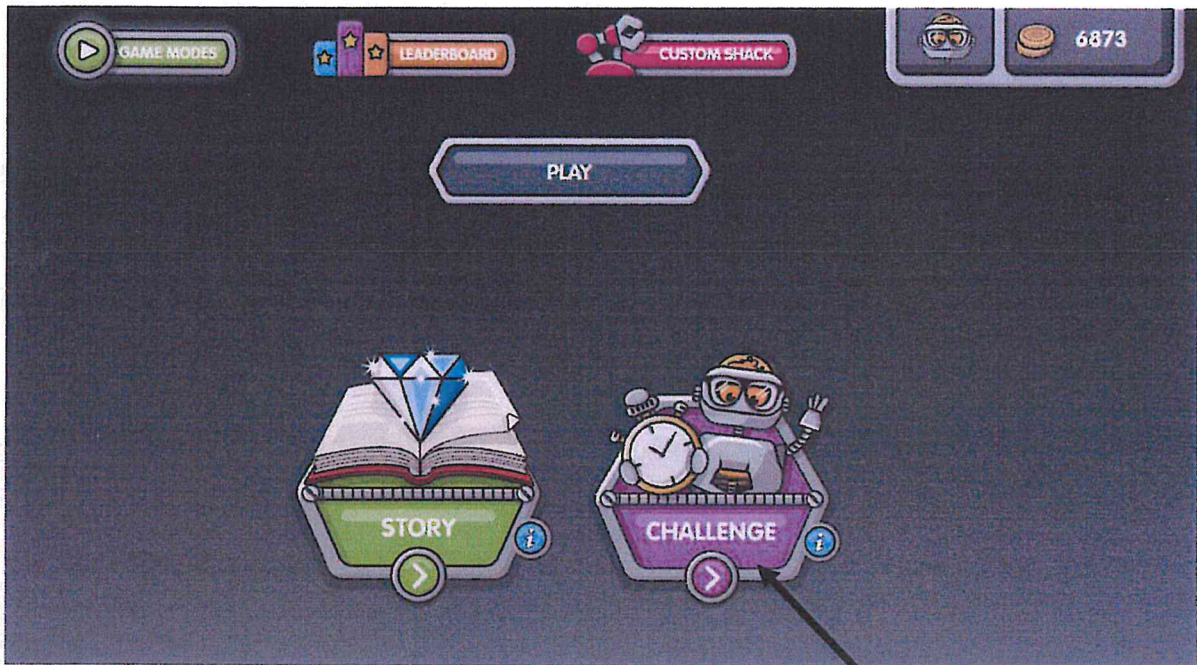 GAME MODES
LEADERBOARD
CUSTOM SHACK
6873
PLAY
STORY
i
CHALLENGE
i